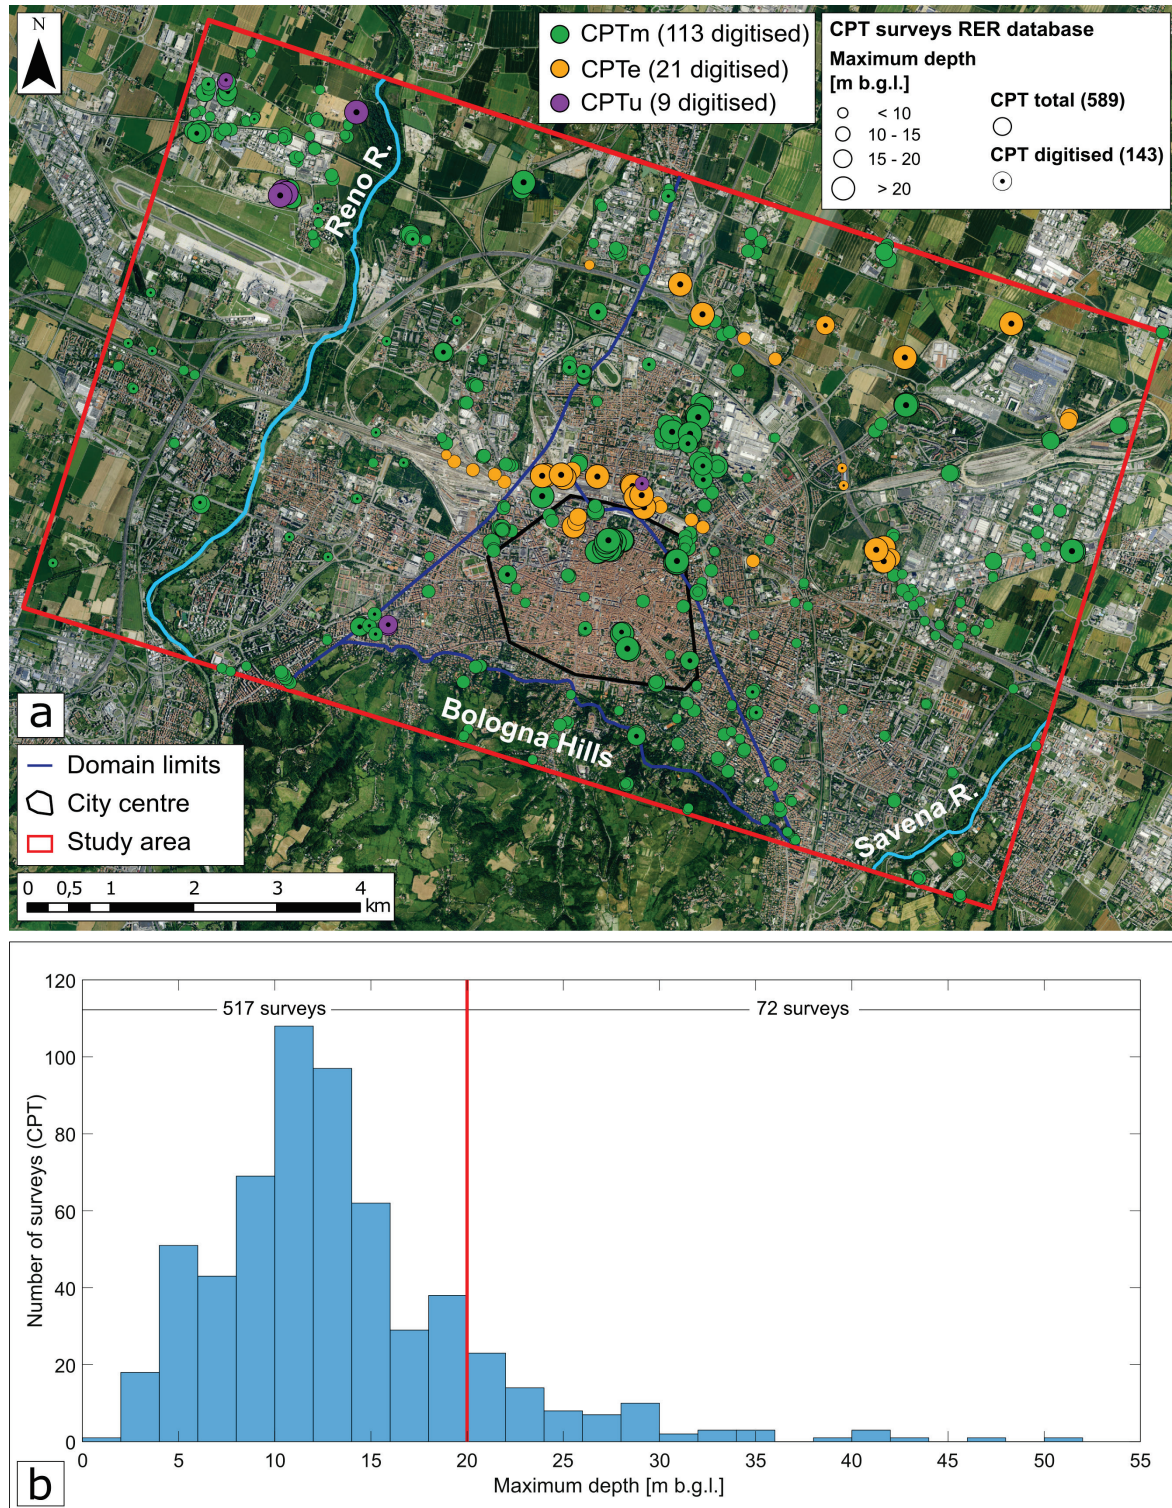 N
CPTm (113 digitised)
CPTe (21 digitised)
CPTu (9 digitised)
CPT surveys RER database
Maximum depth
[m b.g.l.]
< 10
10 - 15
15 - 20
> 20
CPT total (589)
CPT digitised (143)
Reno R.
Bologna Hills
Savena R.
a
Domain limits
City centre
Study area
0 0,5 1 2 3 4
km
517 surveys
72 surveys
Number of surveys (CPT)
120
100
80
60
40
20
0
0 5 10 15 20 25 30 35 40 45 50 55
Maximum depth [m b.g.l.]
b